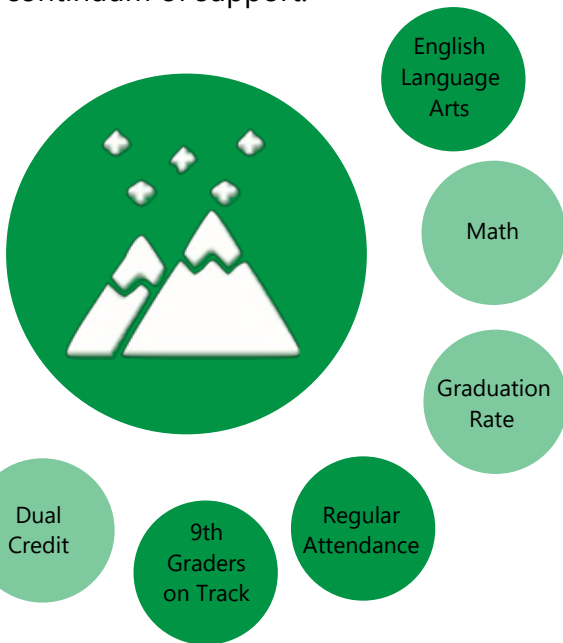 continuum of support.
English
Language
Arts
Math
Graduation
Rate
Regular
Attendance
9th
Graders
on Track
Dual
Credit